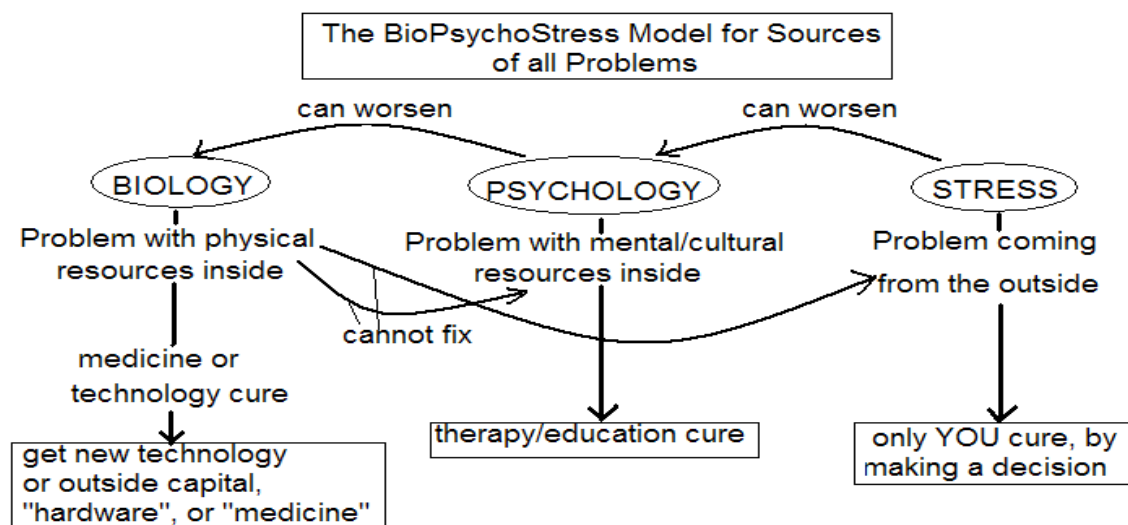 The BioPsychoStress Model for Sources
of all Problems
can worsen
can worsen
BIOLOGY
PSYCHOLOGY
STRESS
Problem with physical
resources inside
Problem with mental/cultural
resources inside
Problem coming
from the outside
cannot fix
medicine or
technology cure
get new technology
or outside capital,
"hardware", or "medicine"
therapy/education cure
only YOU cure, by
making a decision